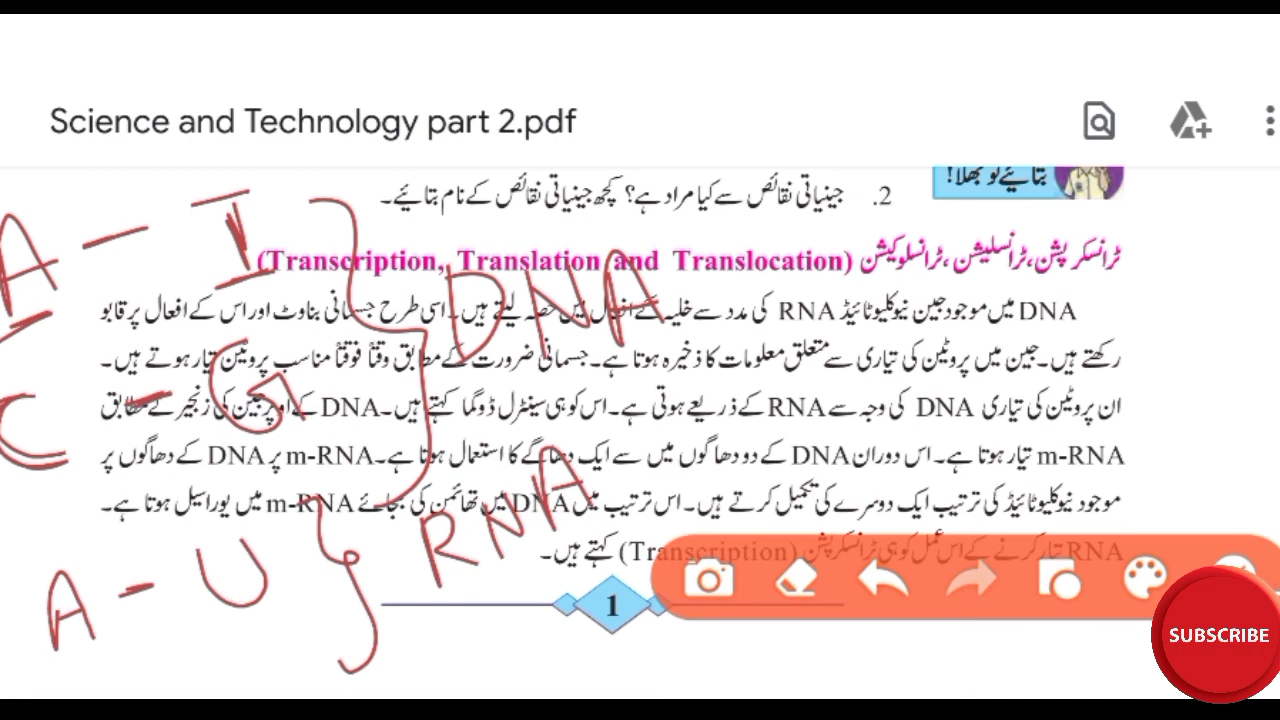 Science and Technology part 2.pdf
بتایئے تو بھلا!
2. جینیاتی نقائص سے کیا مراد ہے؟ کچھ جینیاتی نقائص کے نام بتائیے۔
ٹرانسکرپشن، ٹرانسلیشن، ٹرانسلوکیشن (Transcription, Translation and Translocation)
DNA میں موجود جین نیوکلیوٹائیڈ RNA کی مدد سے خلیہ کے افعال میں حصہ لیتے ہیں۔ اسی طرح جسمانی بناوٹ اور اس کے افعال پر قابو
رکھتے ہیں۔ جین میں پروٹین کی تیاری سے متعلق معلومات کا ذخیرہ ہوتا ہے۔ جسمانی ضرورت کے مطابق وقتاً فوقتاً مناسب پروٹین تیار ہوتے ہیں۔
ان پروٹین کی تیاری DNA کی وجہ سے RNA کے ذریعے ہوتی ہے۔ اس کو ہی سینٹرل ڈوگما کہتے ہیں۔ DNA کے اوپر جین کی زنجیر کے مطابق
m-RNA تیار ہوتا ہے۔ اس دوران DNA کے دو دھاگوں میں سے ایک دھاگے کا استعمال ہوتا ہے۔ m-RNA پر DNA کے دھاگوں پر
موجود نیوکلیوٹائیڈ کی ترتیب ایک دوسرے کی تکمیل کرتے ہیں۔ اس ترتیب میں DNA میں تھائمن کی بجائے m-RNA میں یوراسیل ہوتا ہے۔
RNA تیار کرنے کے اس عمل کو ہی ٹرانسکرپشن (Transcription) کہتے ہیں۔
1
A - T
C - G
DNA
A - U
RNA
SUBSCRIBE